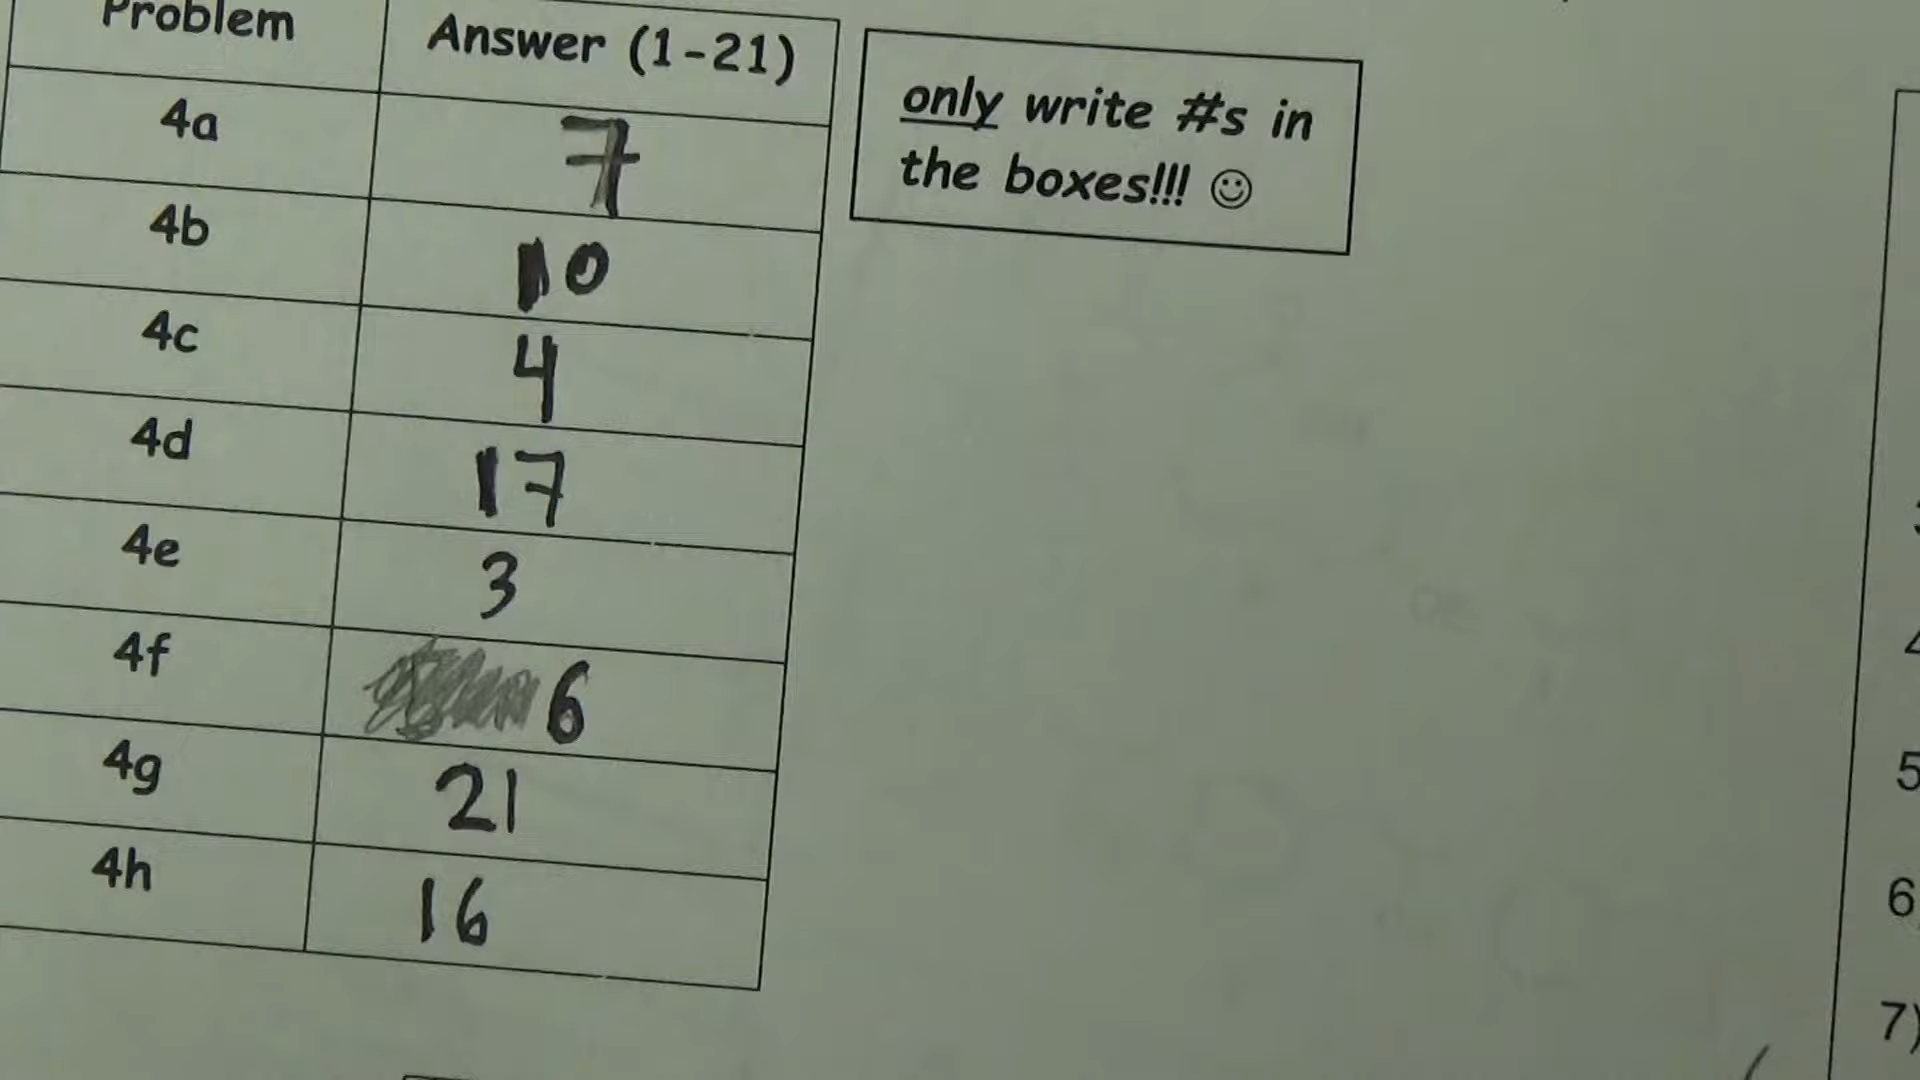 Problem Answer (1-21)
4a 7
4b 10
4c 4
4d 17
4e 3
4f 6
4g 21
4h 16
only write #s in
the boxes!!! ☺
5
6
7)